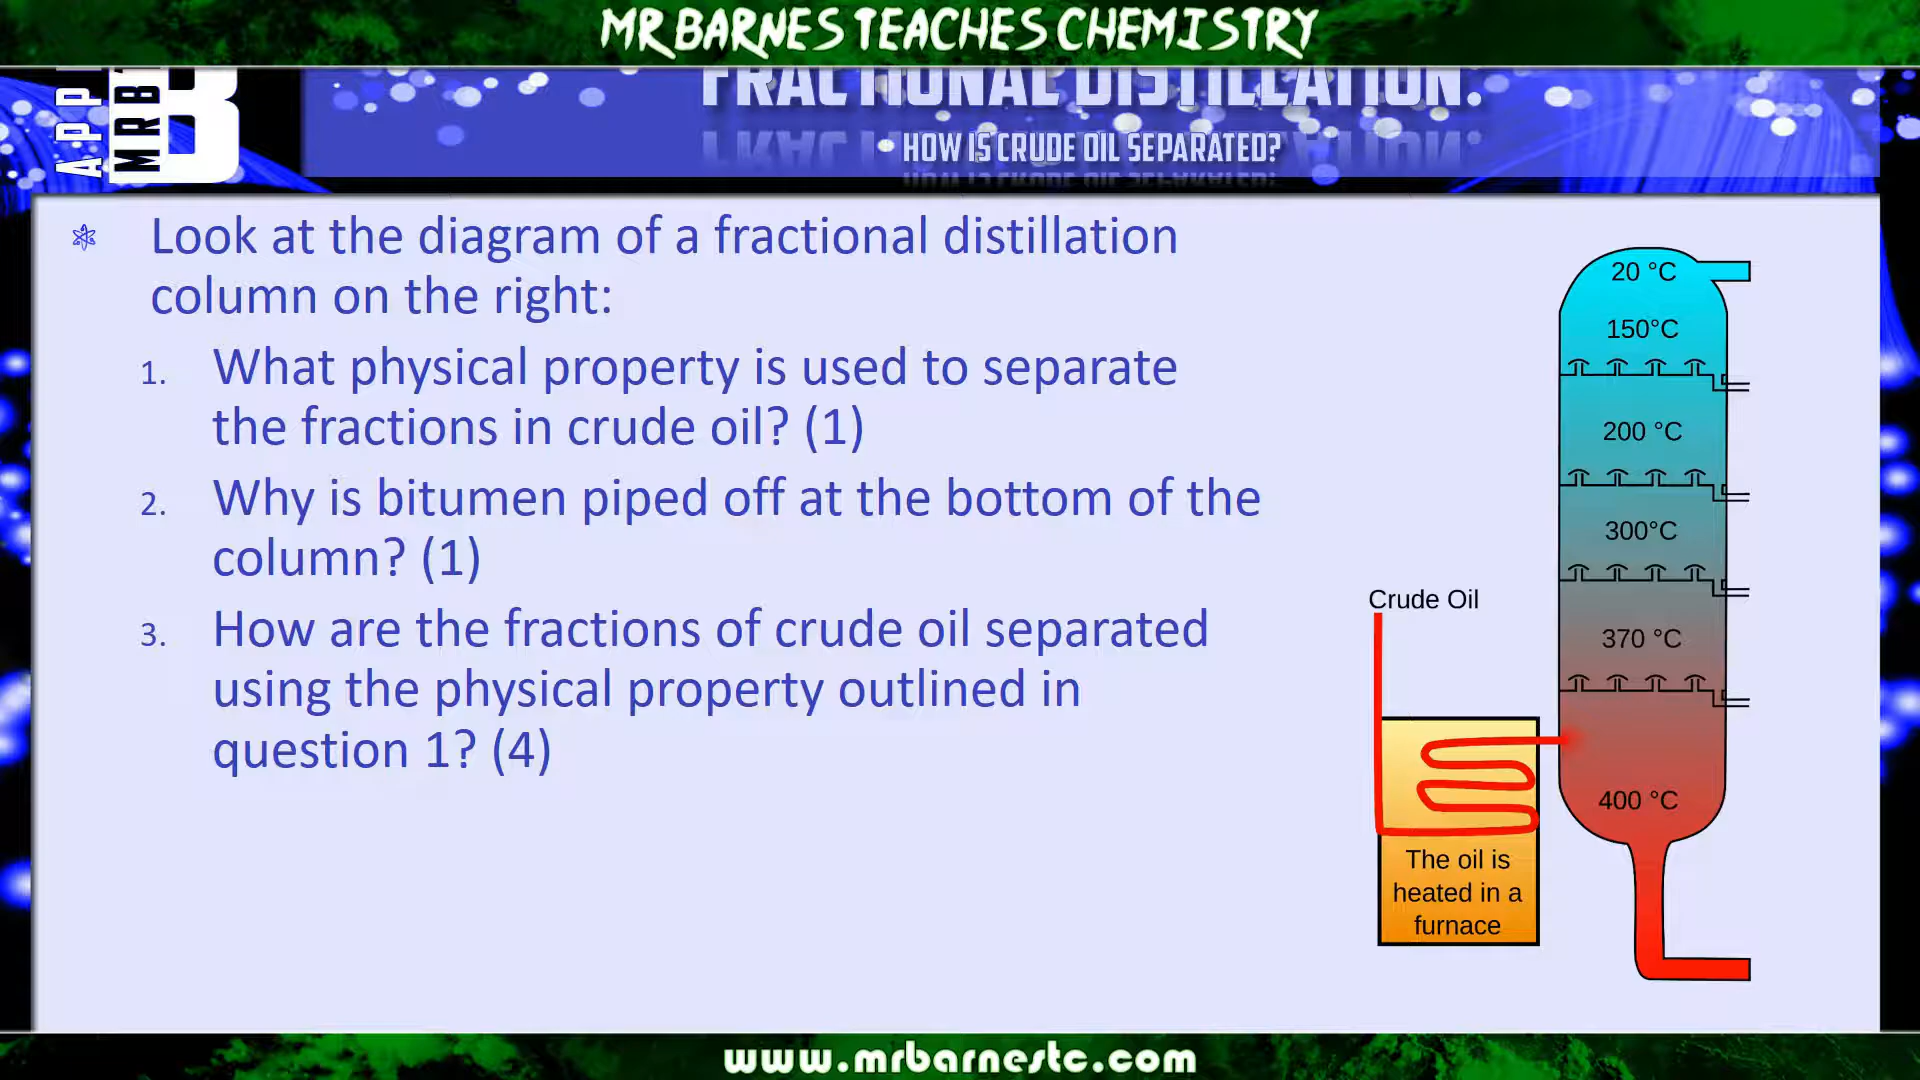 MR BARNES TEACHES CHEMISTRY
FRACTIONAL DISTILLATION.
• HOW IS CRUDE OIL SEPARATED?
Look at the diagram of a fractional distillation
column on the right:
1. What physical property is used to separate
the fractions in crude oil? (1)
2. Why is bitumen piped off at the bottom of the
column? (1)
3. How are the fractions of crude oil separated
using the physical property outlined in
question 1? (4)
20 °C
150°C
200 °C
300°C
370 °C
400 °C
Crude Oil
The oil is
heated in a
furnace
www.mrbarnestc.com